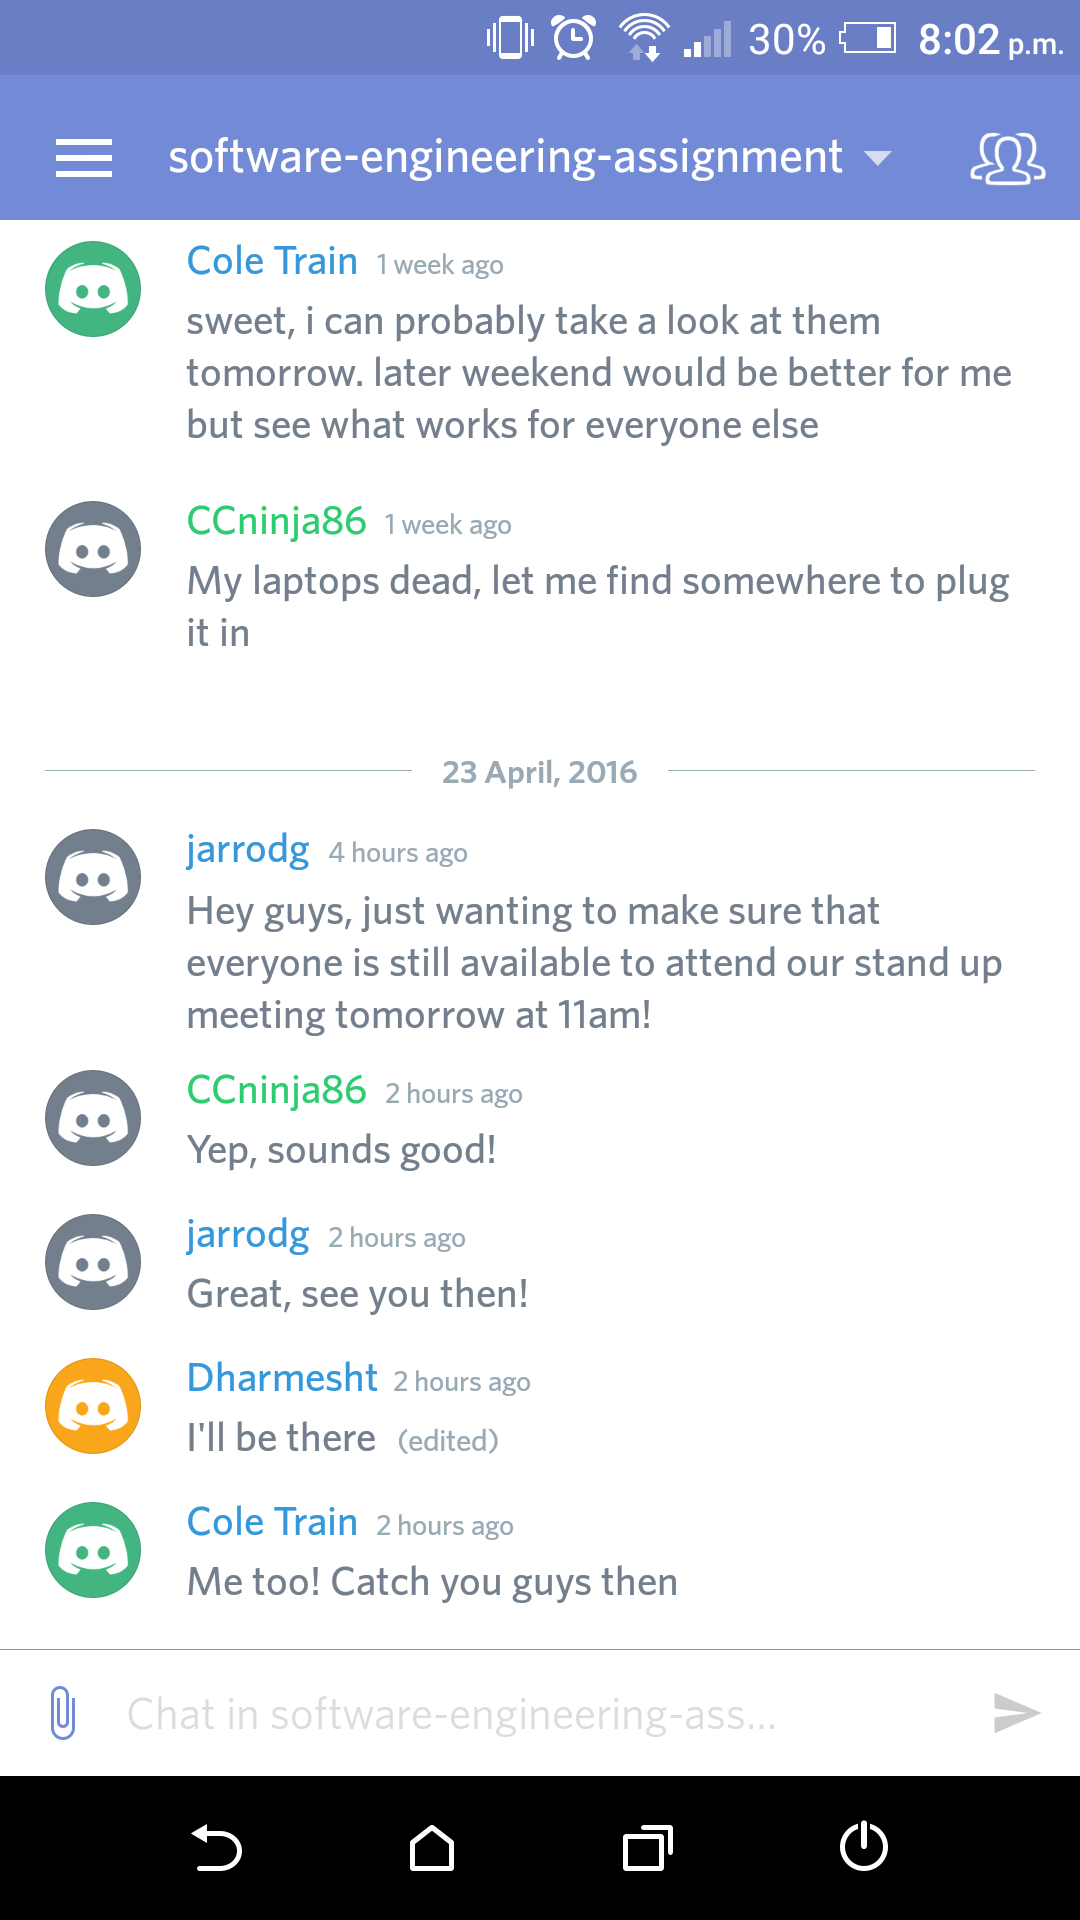 30% 8:02 p.m.
software-engineering-assignment
Cole Train 1 week ago
sweet, i can probably take a look at them
tomorrow. later weekend would be better for me
but see what works for everyone else
CCninja86 1 week ago
My laptops dead, let me find somewhere to plug
it in
23 April, 2016
jarrodg 4 hours ago
Hey guys, just wanting to make sure that
everyone is still available to attend our stand up
meeting tomorrow at 11am!
CCninja86 2 hours ago
Yep, sounds good!
jarrodg 2 hours ago
Great, see you then!
Dharmesht 2 hours ago
I'll be there (edited)
Cole Train 2 hours ago
Me too! Catch you guys then
Chat in software-engineering-ass...